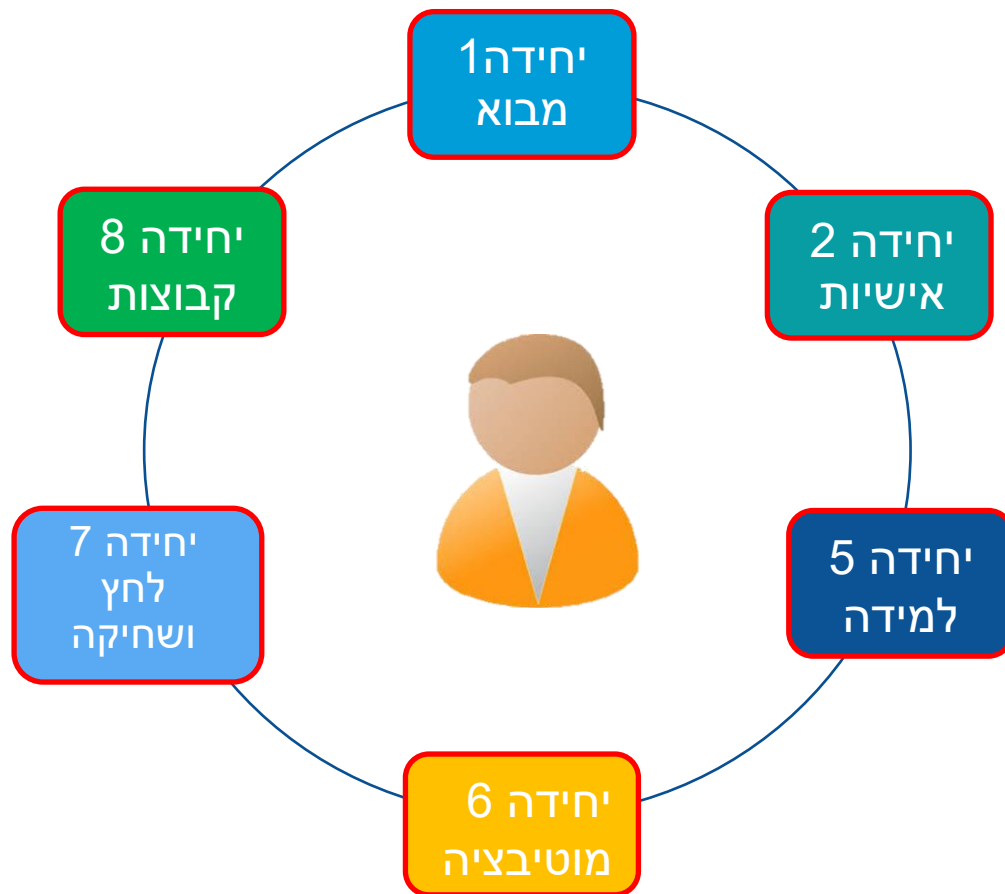 יחידה1
מבוא
יחידה 2
אישיות
יחידה 5
למידה
יחידה 6
מוטיבציה
יחידה 7
לחץ
ושחיקה
יחידה 8
קבוצות